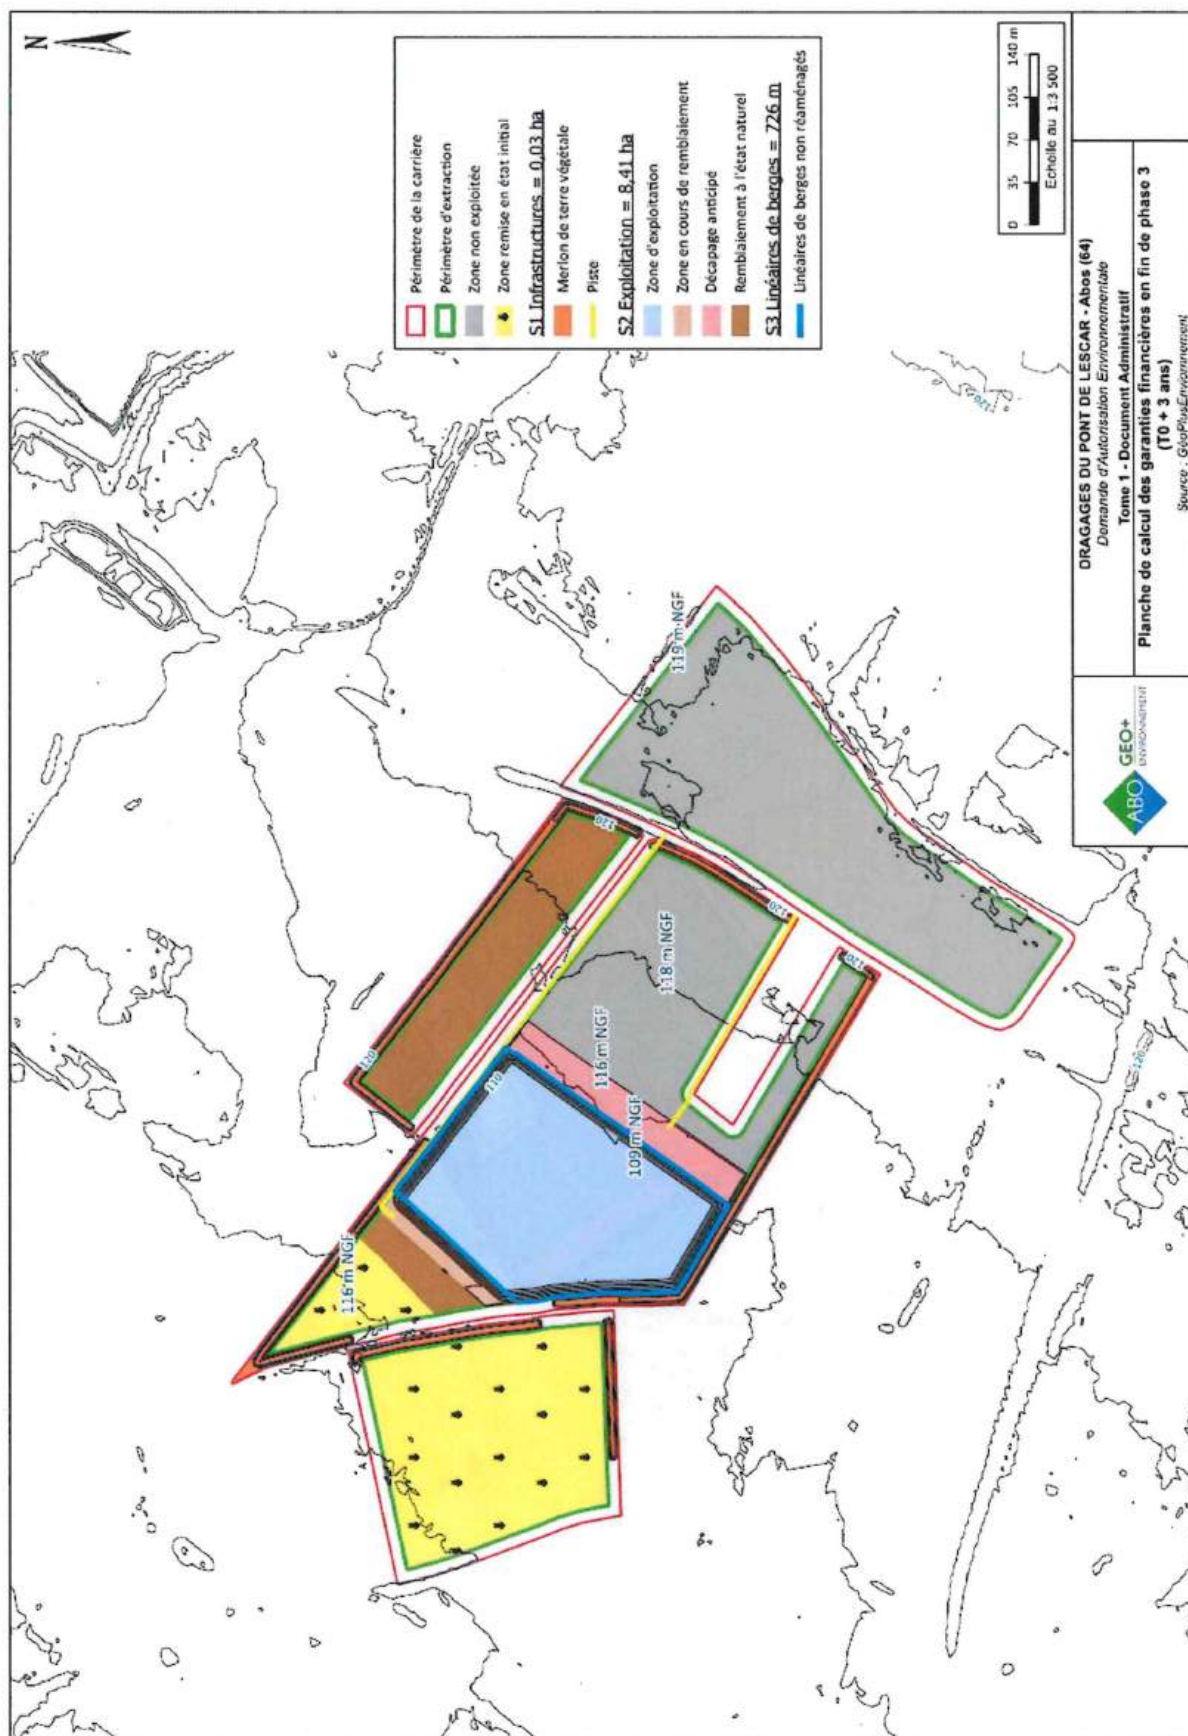 N
Périmètre de la carrière
Périmètre d'extraction
Zone non exploitée
Zone remise en état initial
S1 Infrastructures = 0,03 ha
Merlon de terre végétale
Piste
S2 Exploitation = 8,41 ha
Zone d'exploitation
Zone en cours de remblaiement
Décapage anticipé
Remblaiement à l'état naturel
S3 Linéaires de berges = 726 m
Linéaires de berges non réaménagés
116 m NGF
109 m NGF
116 m NGF
118 m NGF
119 m NGF
120
110
120
120
120
120
120
0 35 70 105 140 m
Echelle au 1:3 500
ABO
GEO+
ENVIRONNEMENT
DRAGAGES DU PONT DE LESCAR - Abos (64)
Demande d'Autorisation Environnementale
Tome 1 - Document Administratif
Planche de calcul des garanties financières en fin de phase 3
(T0 + 3 ans)
Source : GéoPlusEnvironnement